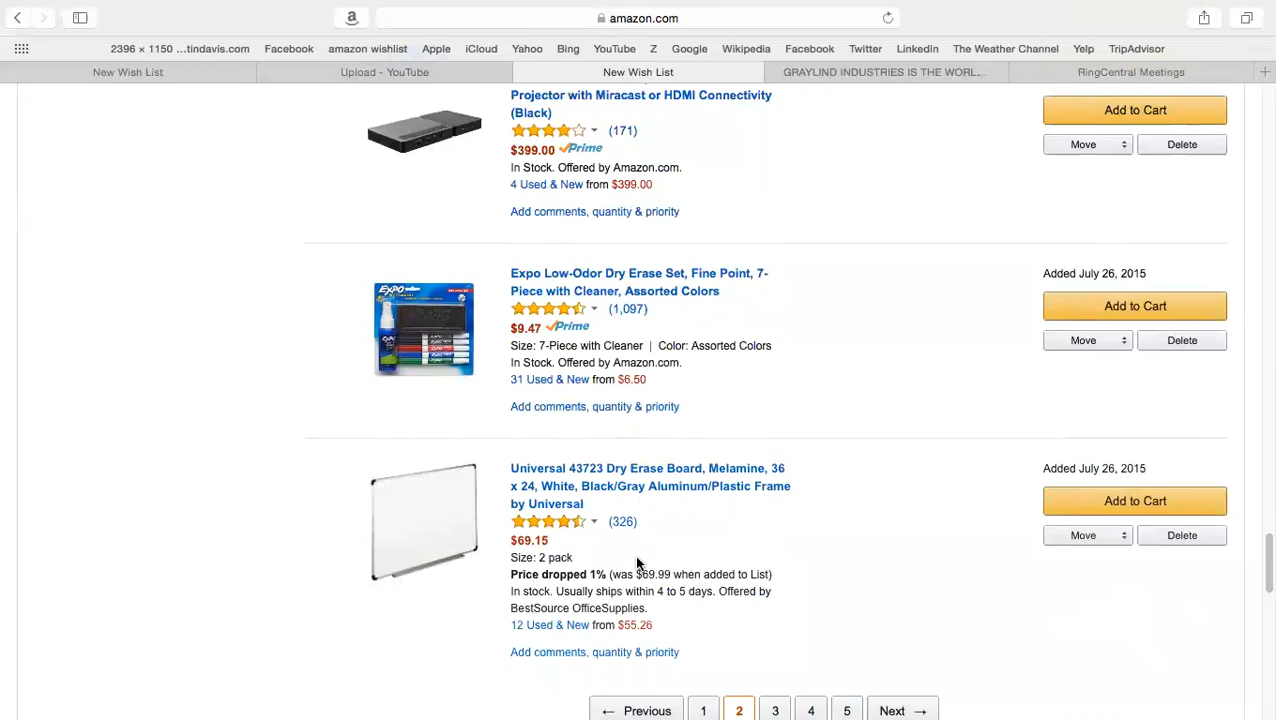 amazon.com
2396 × 1150 ...tindavis.com Facebook amazon wishlist Apple iCloud Yahoo Bing YouTube Z Google Wikipedia Facebook Twitter LinkedIn The Weather Channel Yelp TripAdvisor
New Wish List Upload - YouTube New Wish List GRAYLIND INDUSTRIES IS THE WORL... RingCentral Meetings
Projector with Miracast or HDMI Connectivity
(Black)
(171)
$399.00 Prime
In Stock. Offered by Amazon.com.
4 Used & New from $399.00
Add comments, quantity & priority
Add to Cart
Move Delete
EXPO
Expo Low-Odor Dry Erase Set, Fine Point, 7-
Piece with Cleaner, Assorted Colors
(1,097)
$9.47 Prime
Size: 7-Piece with Cleaner | Color: Assorted Colors
In Stock. Offered by Amazon.com.
31 Used & New from $6.50
Add comments, quantity & priority
Added July 26, 2015
Add to Cart
Move Delete
Universal 43723 Dry Erase Board, Melamine, 36
x 24, White, Black/Gray Aluminum/Plastic Frame
by Universal
(326)
$69.15
Size: 2 pack
Price dropped 1% (was $69.99 when added to List)
In stock. Usually ships within 4 to 5 days. Offered by
BestSource OfficeSupplies.
12 Used & New from $55.26
Add comments, quantity & priority
Added July 26, 2015
Add to Cart
Move Delete
← Previous 1 2 3 4 5 Next →